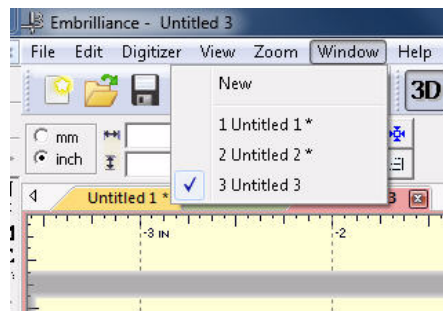 Embrilliance - Untitled 3
File Edit Digitizer View Zoom Window Help
New
3D
mm
1 Untitled 1 *
inch
2 Untitled 2 *
3 Untitled 3
Untitled 1 *
3
-3 IN
-2